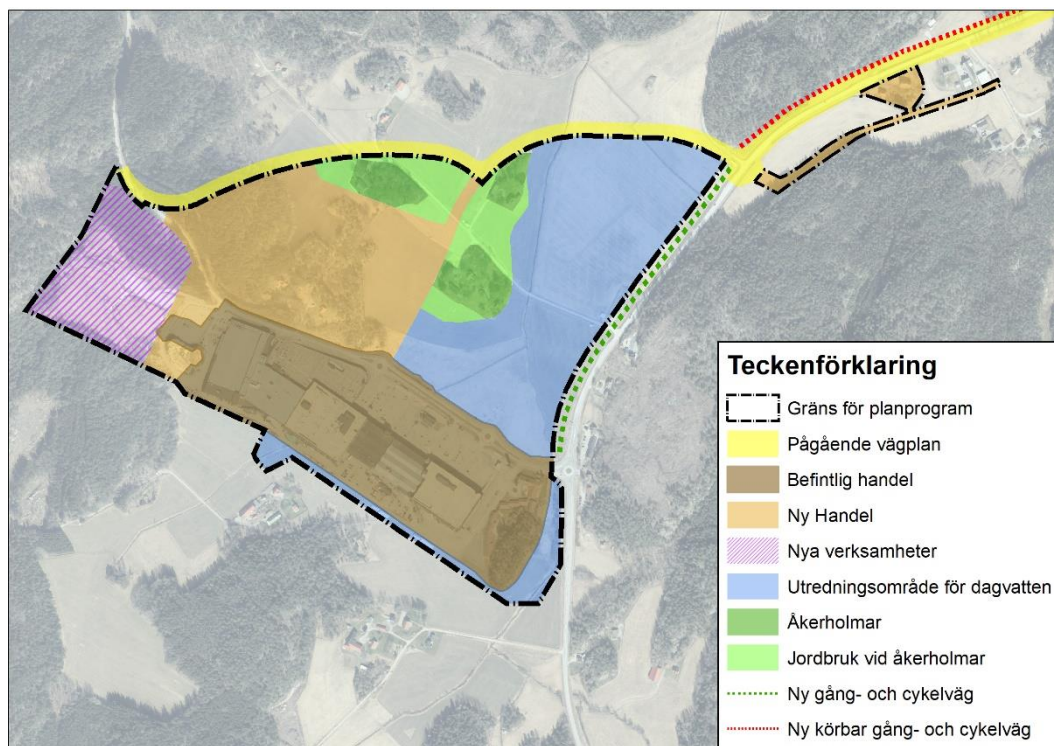 Teckenförklaring
Gräns för planprogram
Pågående vägplan
Befintlig handel
Ny Handel
Nya verksamheter
Utredningsområde för dagvatten
Åkerholmar
Jordbruk vid åkerholmar
Ny gång- och cykelväg
Ny körbar gång- och cykelväg